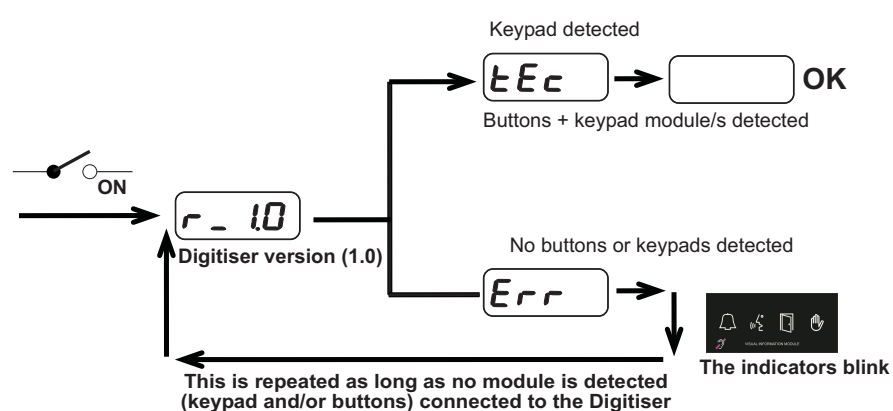 Keypad detected
tEc
OK
Buttons + keypad module/s detected
ON
r_1.0
Digitiser version (1.0)
No buttons or keypads detected
Err
VISUAL INFORMATION MODULE
The indicators blink
This is repeated as long as no module is detected
(keypad and/or buttons) connected to the Digitiser